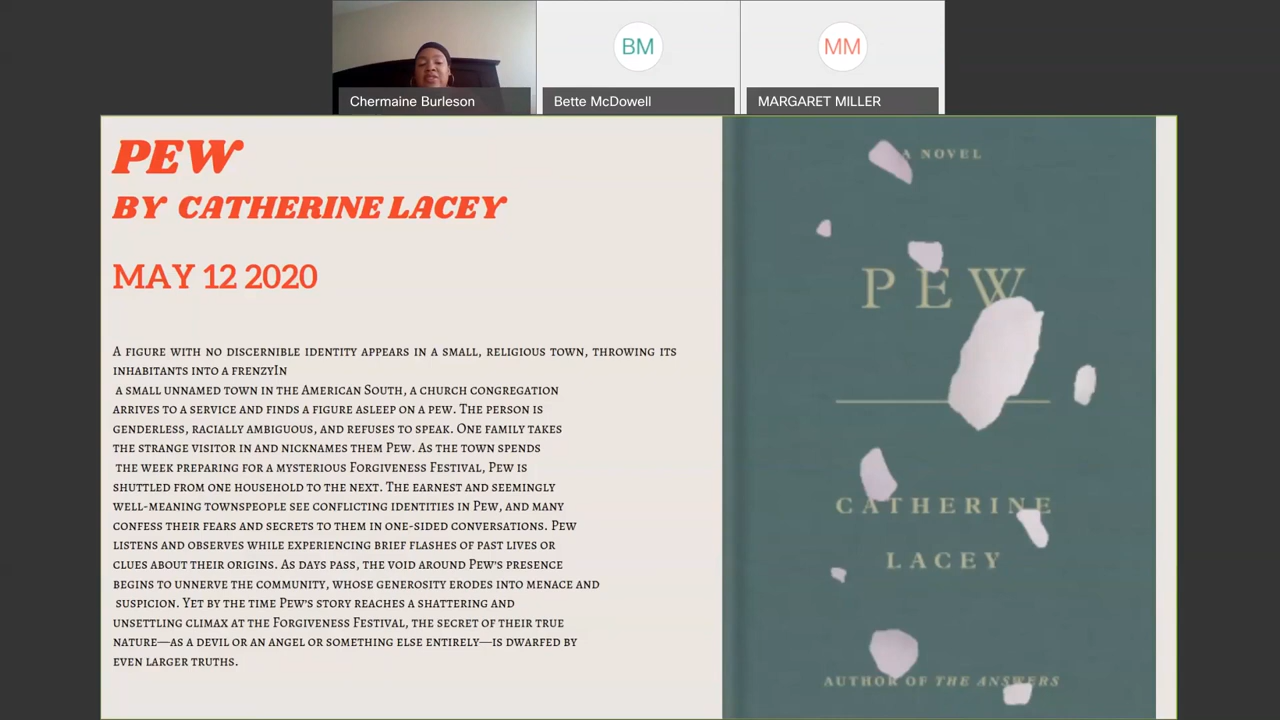 BM
MM
Chermaine Burleson
Bette McDowell
MARGARET MILLER
PEW
BY CATHERINE LACEY
MAY 12 2020
A FIGURE WITH NO DISCERNIBLE IDENTITY APPEARS IN A SMALL, RELIGIOUS TOWN, THROWING ITS
INHABITANTS INTO A FRENZYIN
A SMALL UNNAMED TOWN IN THE AMERICAN SOUTH, A CHURCH CONGREGATION
ARRIVES TO A SERVICE AND FINDS A FIGURE ASLEEP ON A PEW. THE PERSON IS
GENDERLESS, RACIALLY AMBIGUOUS, AND REFUSES TO SPEAK. ONE FAMILY TAKES
THE STRANGE VISITOR IN AND NICKNAMES THEM PEW. AS THE TOWN SPENDS
THE WEEK PREPARING FOR A MYSTERIOUS FORGIVENESS FESTIVAL, PEW IS
SHUTTLED FROM ONE HOUSEHOLD TO THE NEXT. THE EARNEST AND SEEMINGLY
WELL-MEANING TOWNSPEOPLE SEE CONFLICTING IDENTITIES IN PEW, AND MANY
CONFESS THEIR FEARS AND SECRETS TO THEM IN ONE-SIDED CONVERSATIONS. PEW
LISTENS AND OBSERVES WHILE EXPERIENCING BRIEF FLASHES OF PAST LIVES OR
CLUES ABOUT THEIR ORIGINS. AS DAYS PASS, THE VOID AROUND PEW'S PRESENCE
BEGINS TO UNNERVE THE COMMUNITY, WHOSE GENEROSITY ERODES INTO MENACE AND
SUSPICION. YET BY THE TIME PEW'S STORY REACHES A SHATTERING AND
UNSETTLING CLIMAX AT THE FORGIVENESS FESTIVAL, THE SECRET OF THEIR TRUE
NATURE—AS A DEVIL OR AN ANGEL OR SOMETHING ELSE ENTIRELY—IS DWARFED BY
EVEN LARGER TRUTHS.
A NOVEL
PEW
CATHERINE
LACEY
AUTHOR OF THE ANSWERS